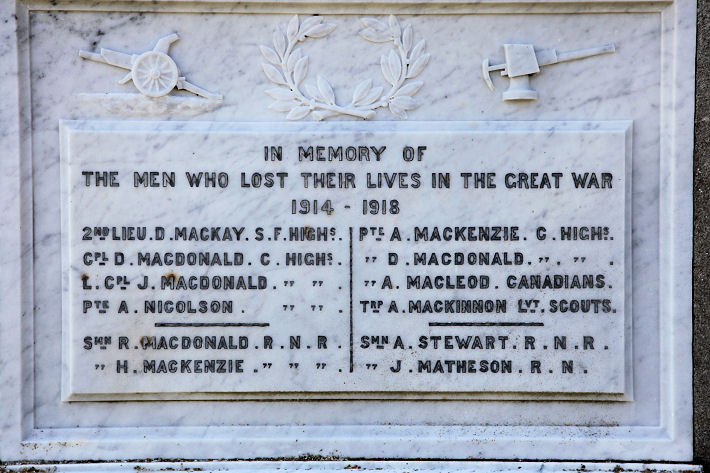 IN MEMORY OF
THE MEN WHO LOST THEIR LIVES IN THE GREAT WAR
1914 - 1918
2ND LIEU. D. MACKAY. S. F. HIGHS.
CPL D. MACDONALD. C. HIGHS.
L. CPL J. MACDONALD. " " .
PTE A. NICOLSON . " " .
SMN R. MACDONALD. R. N. R.
" H. MACKENZIE . " " " .
PTE A. MACKENZIE. C. HIGHS.
" D. MACDONALD. " . " .
" A. MACLEOD. CANADIANS.
TRP A. MACKINNON LVT. SCOUTS.
SMN A. STEWART. R. N. R.
" J. MATHESON. R. N.